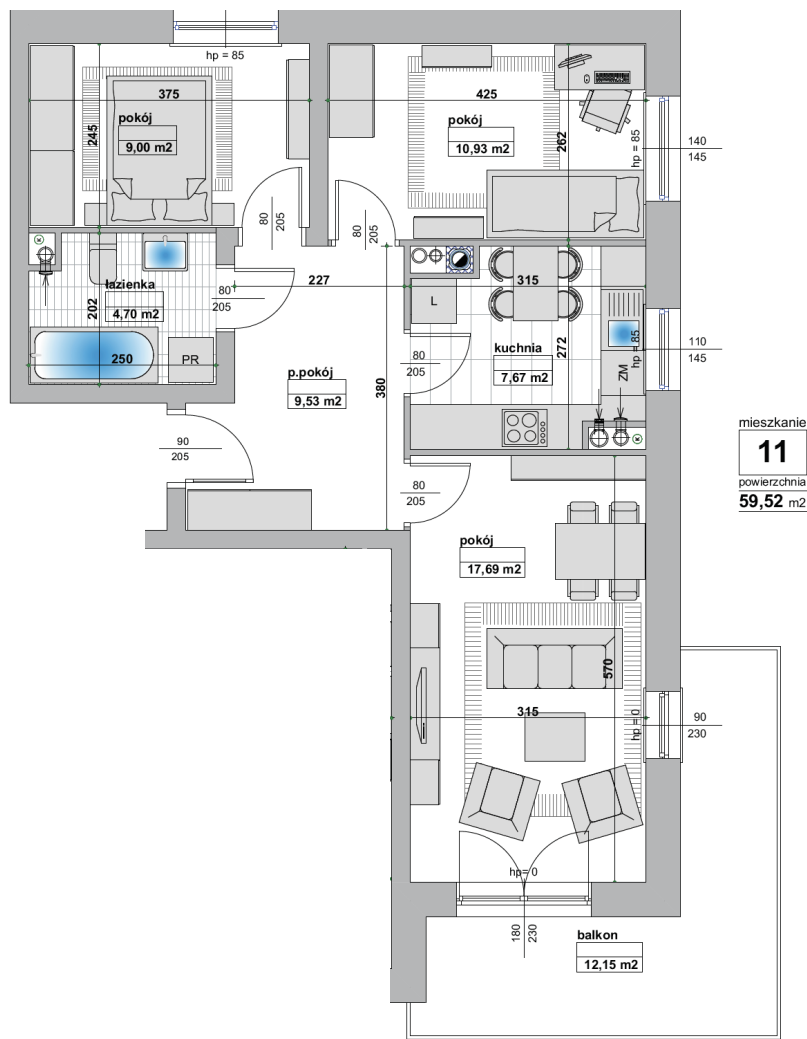 hp = 85
375
pokój
9,00 m2
245
425
pokój
10,93 m2
262
hp = 85
140
145
80
205
80
205
łazienka
4,70 m2
202
250
PR
80
205
227
L
315
kuchnia
7,67 m2
272
hp=85
110
145
ZM
80
205
p.pokój
9,53 m2
380
90
205
80
205
mieszkanie
11
powierzchnia
59,52 m2
pokój
17,69 m2
570
315
hp = 0
90
230
hp= 0
180
230
balkon
12,15 m2